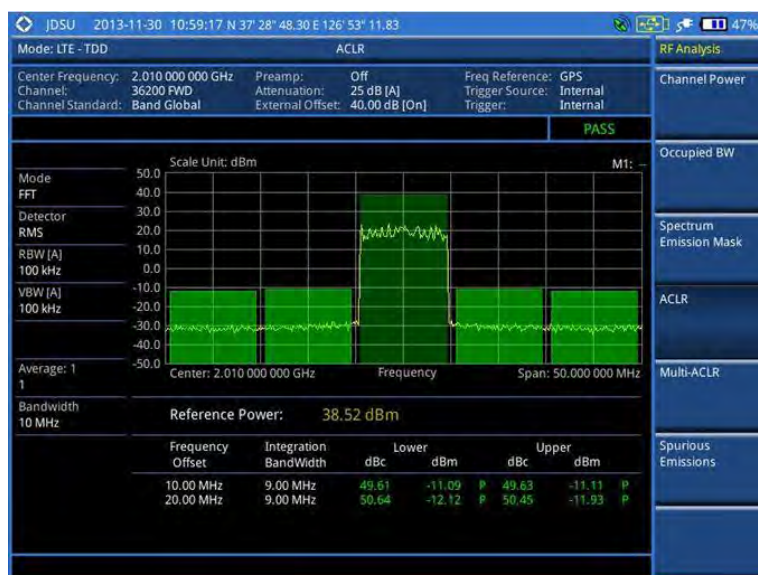 JDSU 2013-11-30 10:59:17 N 37° 28" 48.30 E 126° 53" 11.83 47%
Mode: LTE - TDD ACLR RF Analysis
Center Frequency: 2.010 000 000 GHz Preamp: Off Freq Reference: GPS
Channel: 36200 FWD Attenuation: 25 dB [A] Trigger Source: Internal
Channel Standard: Band Global External Offset: 40.00 dB [On] Trigger: Internal
Channel Power
PASS
Occupied BW
Scale Unit: dBm M1: --
Mode
FFT
Detector
RMS
RBW [A]
100 kHz
VBW [A]
100 kHz
Average: 1
1
Bandwidth
10 MHz
50.0
40.0
30.0
20.0
10.0
0.0
-10.0
-20.0
-30.0
-40.0
-50.0
Center: 2.010 000 000 GHz Frequency Span: 50.000 000 MHz
Spectrum
Emission Mask
ACLR
Multi-ACLR
Spurious
Emissions
Reference Power: 38.52 dBm
Frequency Integration Lower Upper
Offset BandWidth dBc dBm dBc dBm
10.00 MHz 9.00 MHz 49.61 -11.09 P 49.63 -11.11 P
20.00 MHz 9.00 MHz 50.64 -12.12 P 50.45 -11.93 P